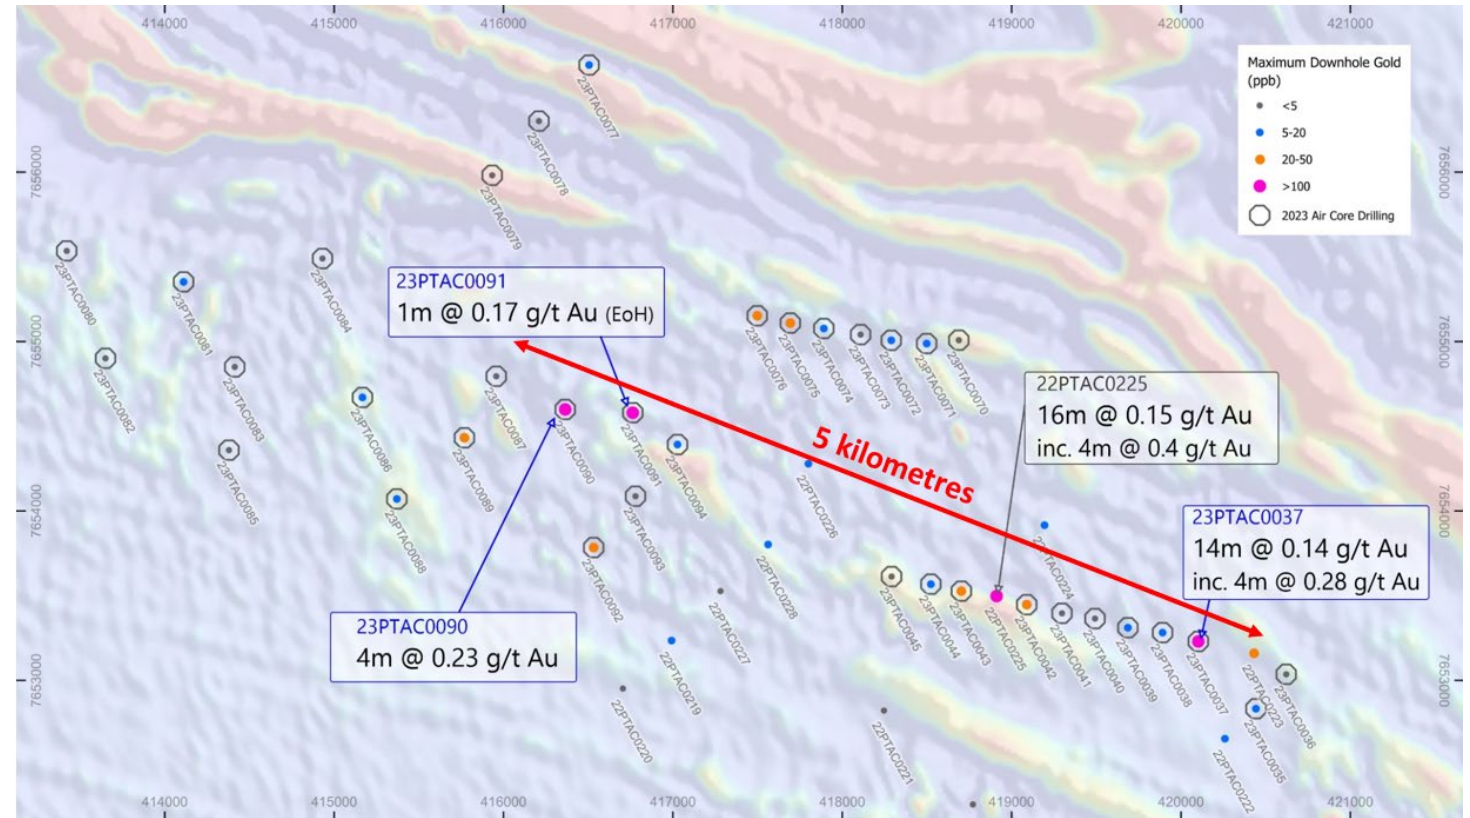 414000
415000
416000
417000
418000
419000
420000
421000
Maximum Downhole Gold
(ppb)
<5
5-20
20-50
>100
2023 Air Core Drilling
23PTAC0077
23PTAC0078
7656000
7656000
23PTAC0079
23PTAC0080
23PTAC0081
23PTAC0084
23PTAC0091
1m @ 0.17 g/t Au (EoH)
7655000
7655000
23PTAC0076
23PTAC0075
23PTAC0074
23PTAC0073
23PTAC0072
23PTAC0071
23PTAC0070
23PTAC0082
23PTAC0083
23PTAC0086
23PTAC0087
23PTAC0090
23PTAC0091
22PTAC0225
16m @ 0.15 g/t Au
inc. 4m @ 0.4 g/t Au
5 kilometres
23PTAC0085
23PTAC0089
23PTAC0094
22PTAC0226
7654000
7654000
23PTAC0088
23PTAC0093
23PTAC0092
22PTAC0228
22PTAC0224
23PTAC0037
14m @ 0.14 g/t Au
inc. 4m @ 0.28 g/t Au
23PTAC0090
4m @ 0.23 g/t Au
22PTAC0227
23PTAC0045
23PTAC0044
23PTAC0043
22PTAC0225
23PTAC0042
23PTAC0041
23PTAC0040
23PTAC0039
23PTAC0038
23PTAC0037
22PTAC0223
23PTAC0036
7653000
7653000
22PTAC0219
22PTAC0220
22PTAC0221
23PTAC0035
22PTAC0222
414000
415000
416000
417000
418000
419000
420000
421000